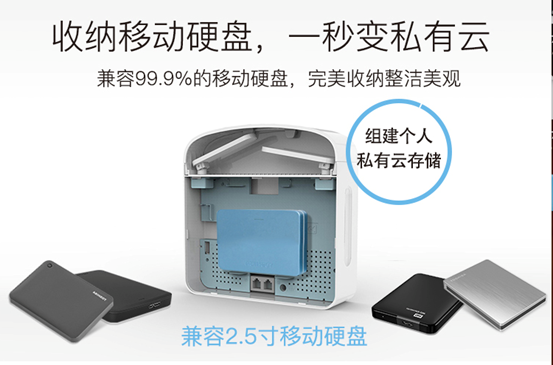 收纳移动硬盘，一秒变私有云
兼容99.9%的移动硬盘，完美收纳整洁美观
组建个人
私有云存储
兼容2.5寸移动硬盘